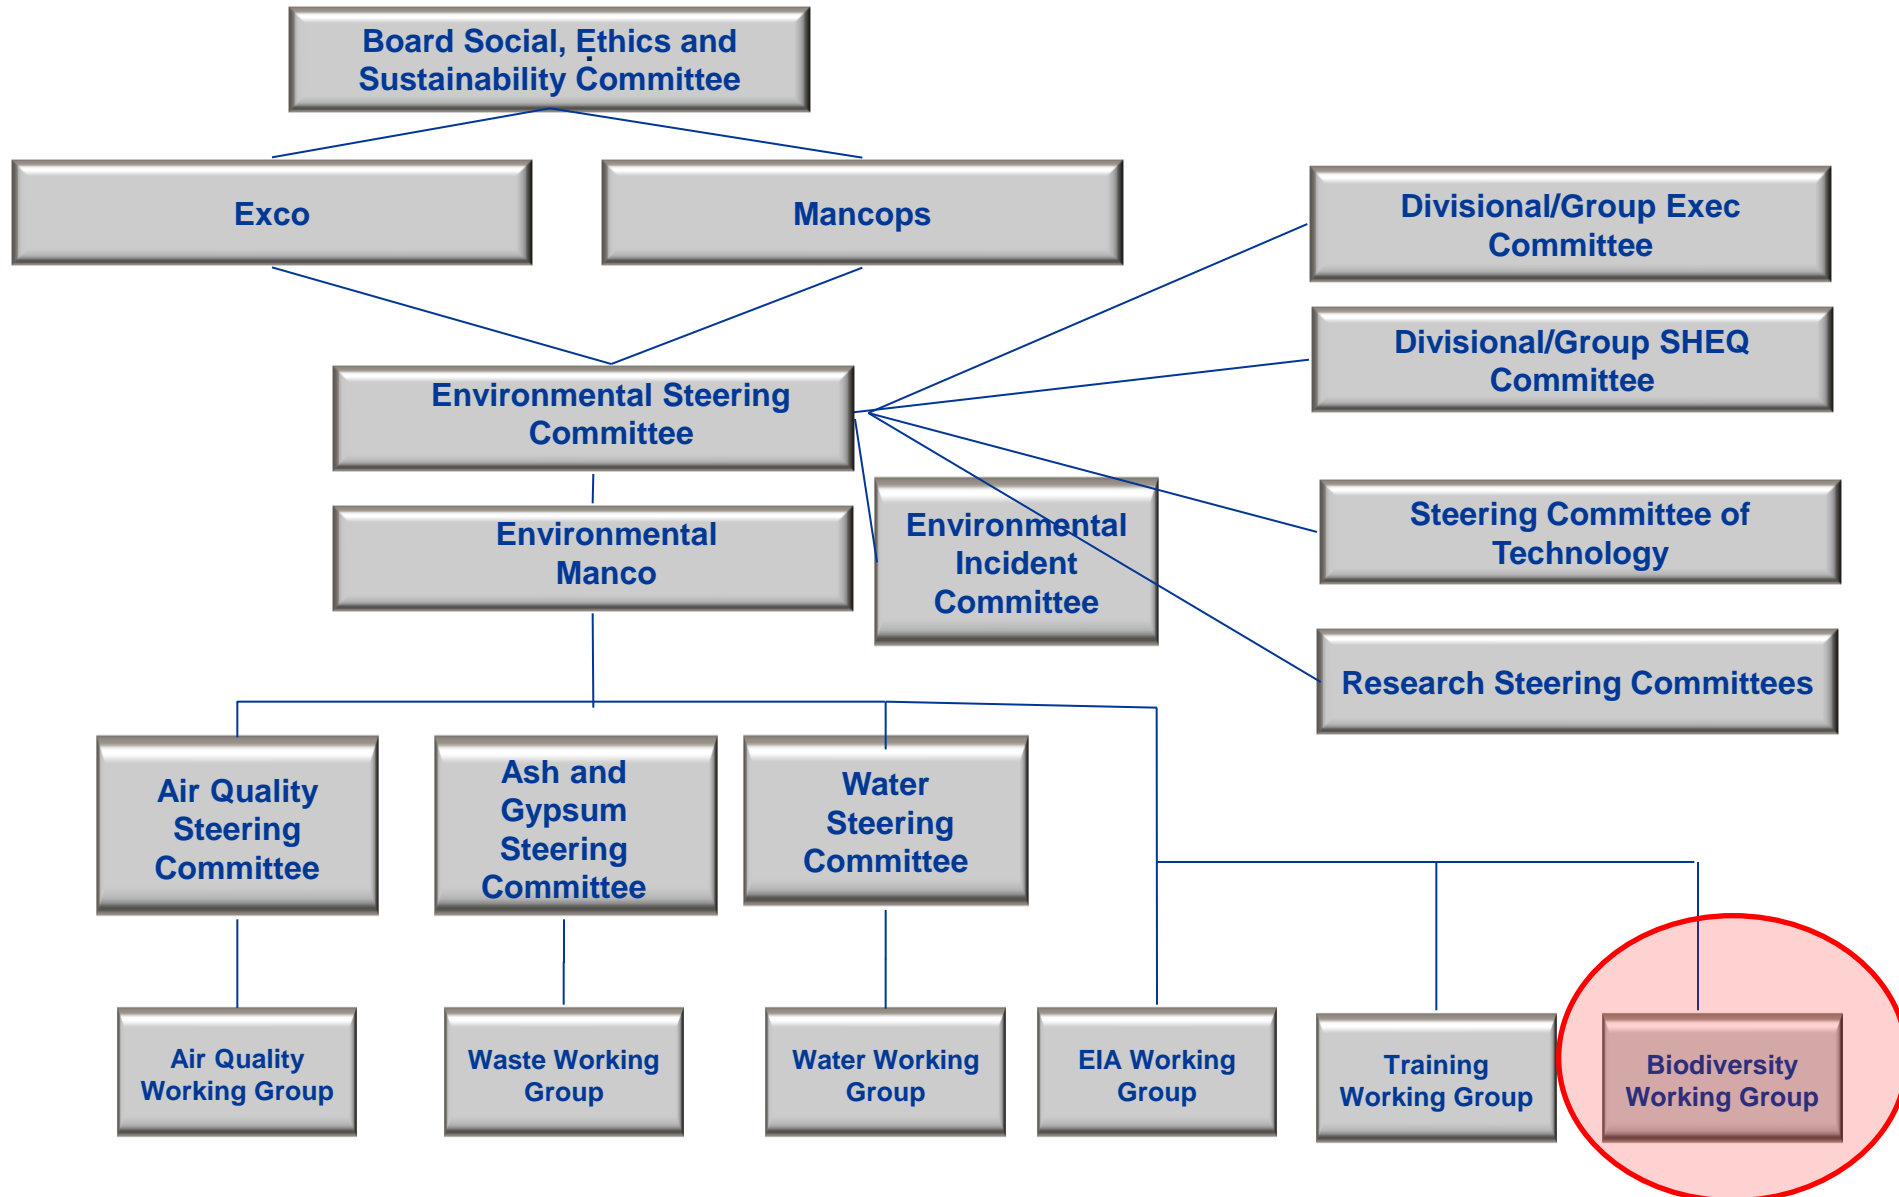 Board Social, Ethics and
Sustainability Committee
.
Exco
Mancops
Divisional/Group Exec
Committee
Divisional/Group SHEQ
Committee
Environmental Steering
Committee
Environmental
Incident
Committee
Steering Committee of
Technology
Environmental
Manco
Research Steering Committees
Air Quality
Steering
Committee
Ash and
Gypsum
Steering
Committee
Water
Steering
Committee
Air Quality
Working Group
Waste Working
Group
Water Working
Group
EIA Working
Group
Training
Working Group
Biodiversity
Working Group